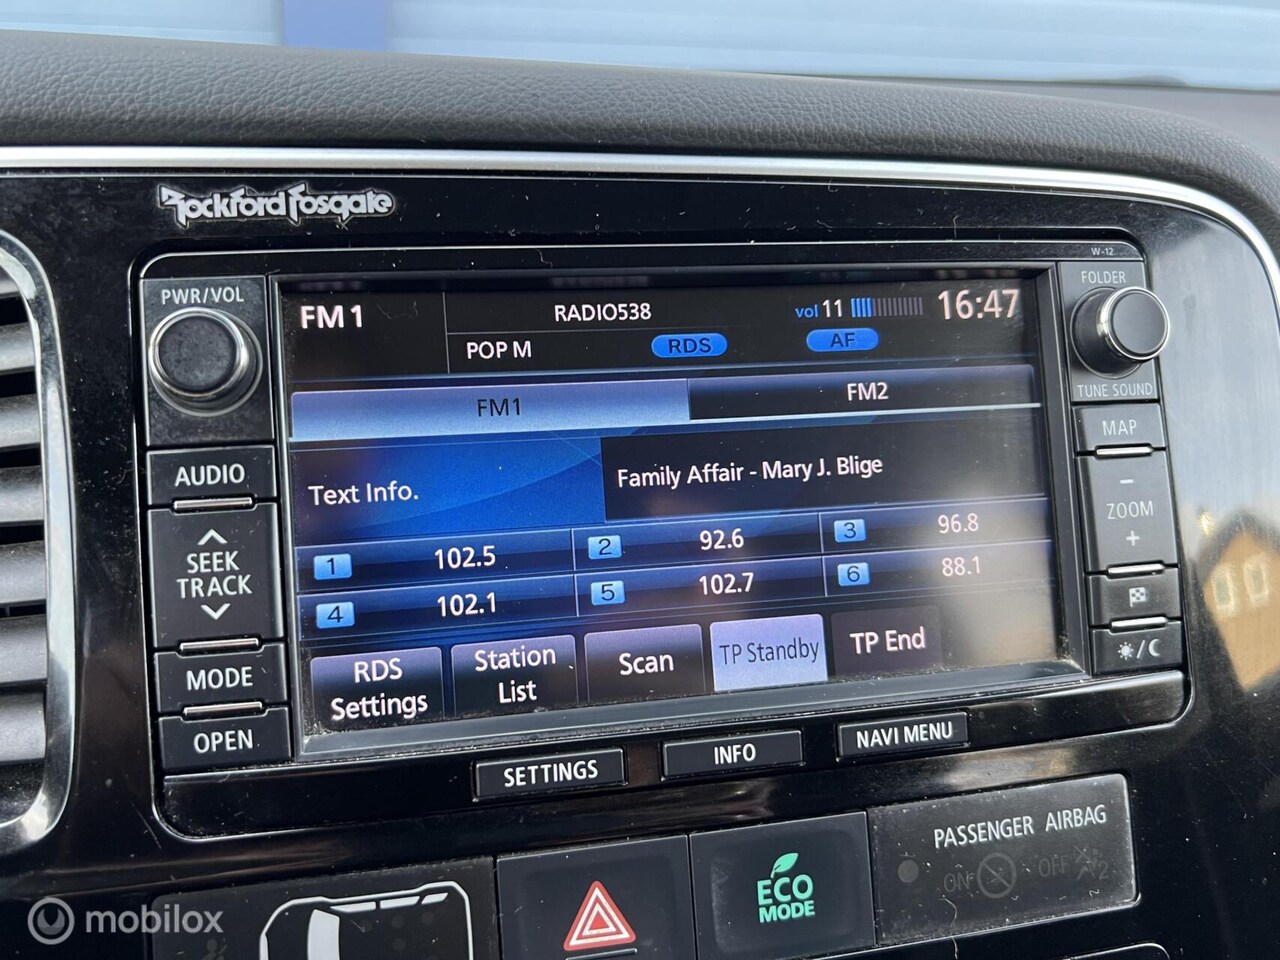 Rockford Fosgate
W-12
PWR/VOL
FOLDER
FM1
RADIO538
vol 11
16:47
POP M
RDS
AF
TUNE SOUND
FM1
FM2
MAP
AUDIO
Text Info.
Family Affair - Mary J. Blige
−
ZOOM
+
SEEK
TRACK
1 102.5
2 92.6
3 96.8
4 102.1
5 102.7
6 88.1
MODE
RDS
Settings
Station
List
Scan
TP Standby
TP End
OPEN
SETTINGS
INFO
NAVI MENU
PASSENGER AIRBAG
ON
OFF
2
ECO
MODE
mobilox